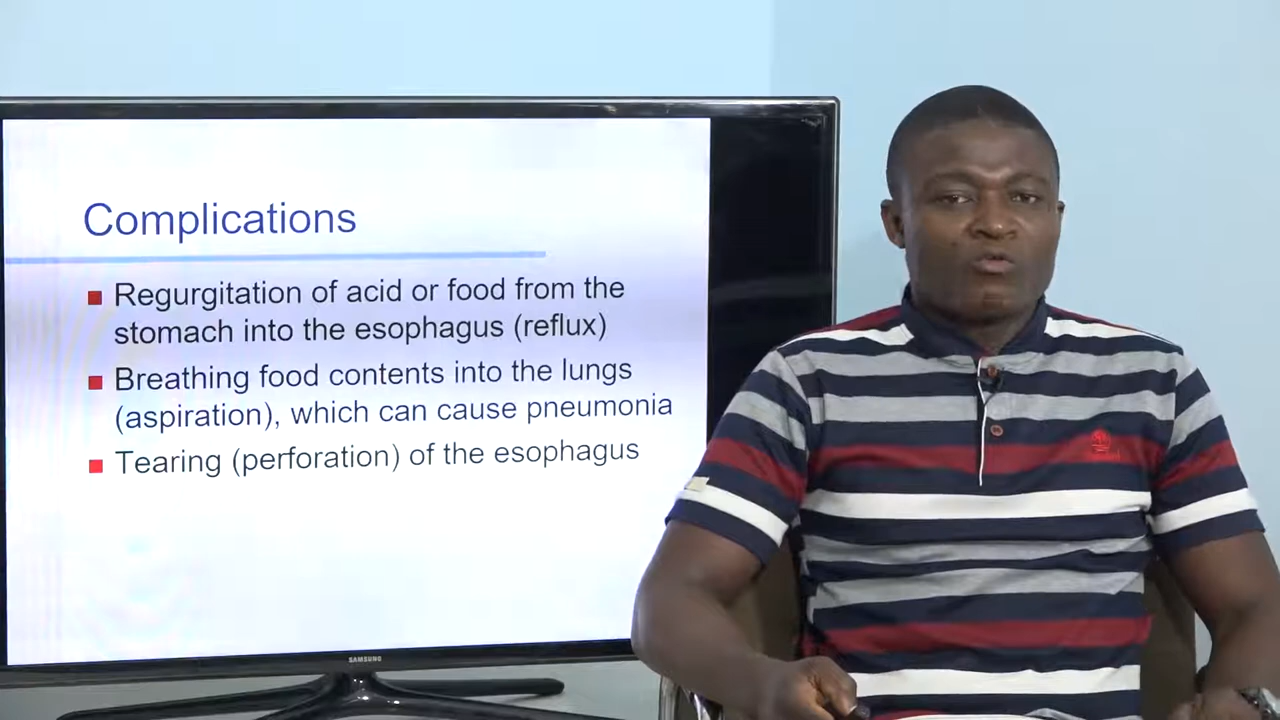 Complications
Regurgitation of acid or food from the
stomach into the esophagus (reflux)
Breathing food contents into the lungs
(aspiration), which can cause pneumonia
Tearing (perforation) of the esophagus
SAMSUNG